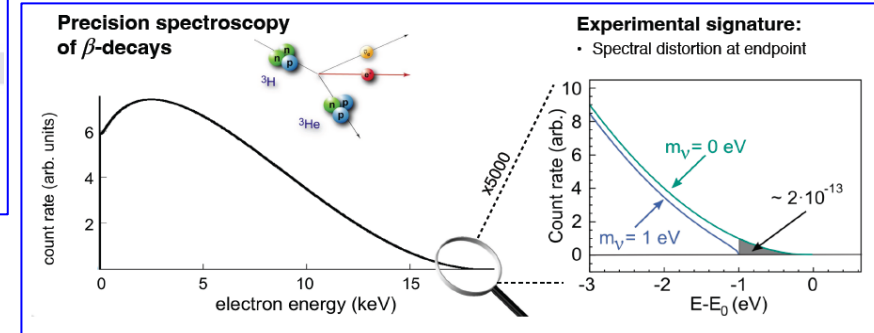 Precision spectroscopy
of β-decays
n
n
p
³H
n
p
p
³He
count rate (arb. units)
6
4
2
0
5
10
15
electron energy (keV)
x5000
Experimental signature:
• Spectral distortion at endpoint
Count rate (arb.)
10
8
6
4
2
0
mν = 0 eV
mν = 1 eV
~ 2·10⁻¹³
-3
-2
-1
0
E-E₀ (eV)